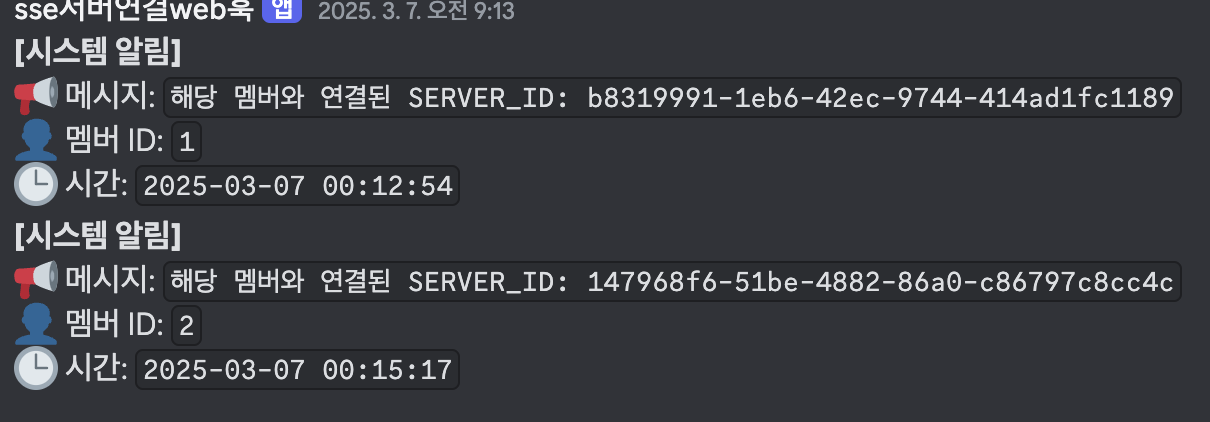 sse서버연결web훅 앱 2025. 3. 7. 오전 9:13
[시스템 알림]
메시지: 해당 멤버와 연결된 SERVER_ID: b8319991-1eb6-42ec-9744-414ad1fc1189
멤버 ID: 1
시간: 2025-03-07 00:12:54
[시스템 알림]
메시지: 해당 멤버와 연결된 SERVER_ID: 147968f6-51be-4882-86a0-c86797c8cc4c
멤버 ID: 2
시간: 2025-03-07 00:15:17